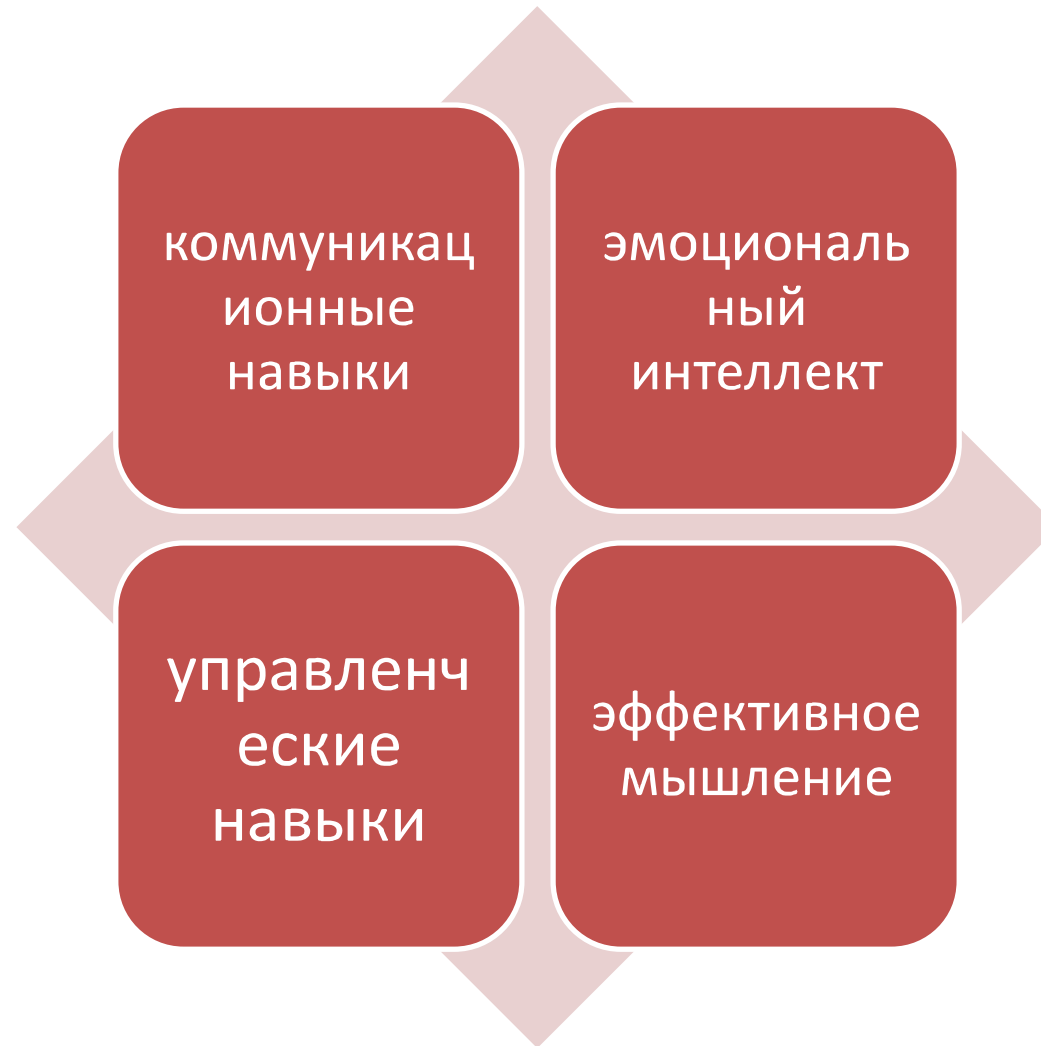 коммуникац
ионные
навыки
эмоциональ
ный
интеллект
управленч
еские
навыки
эффективное
мышление